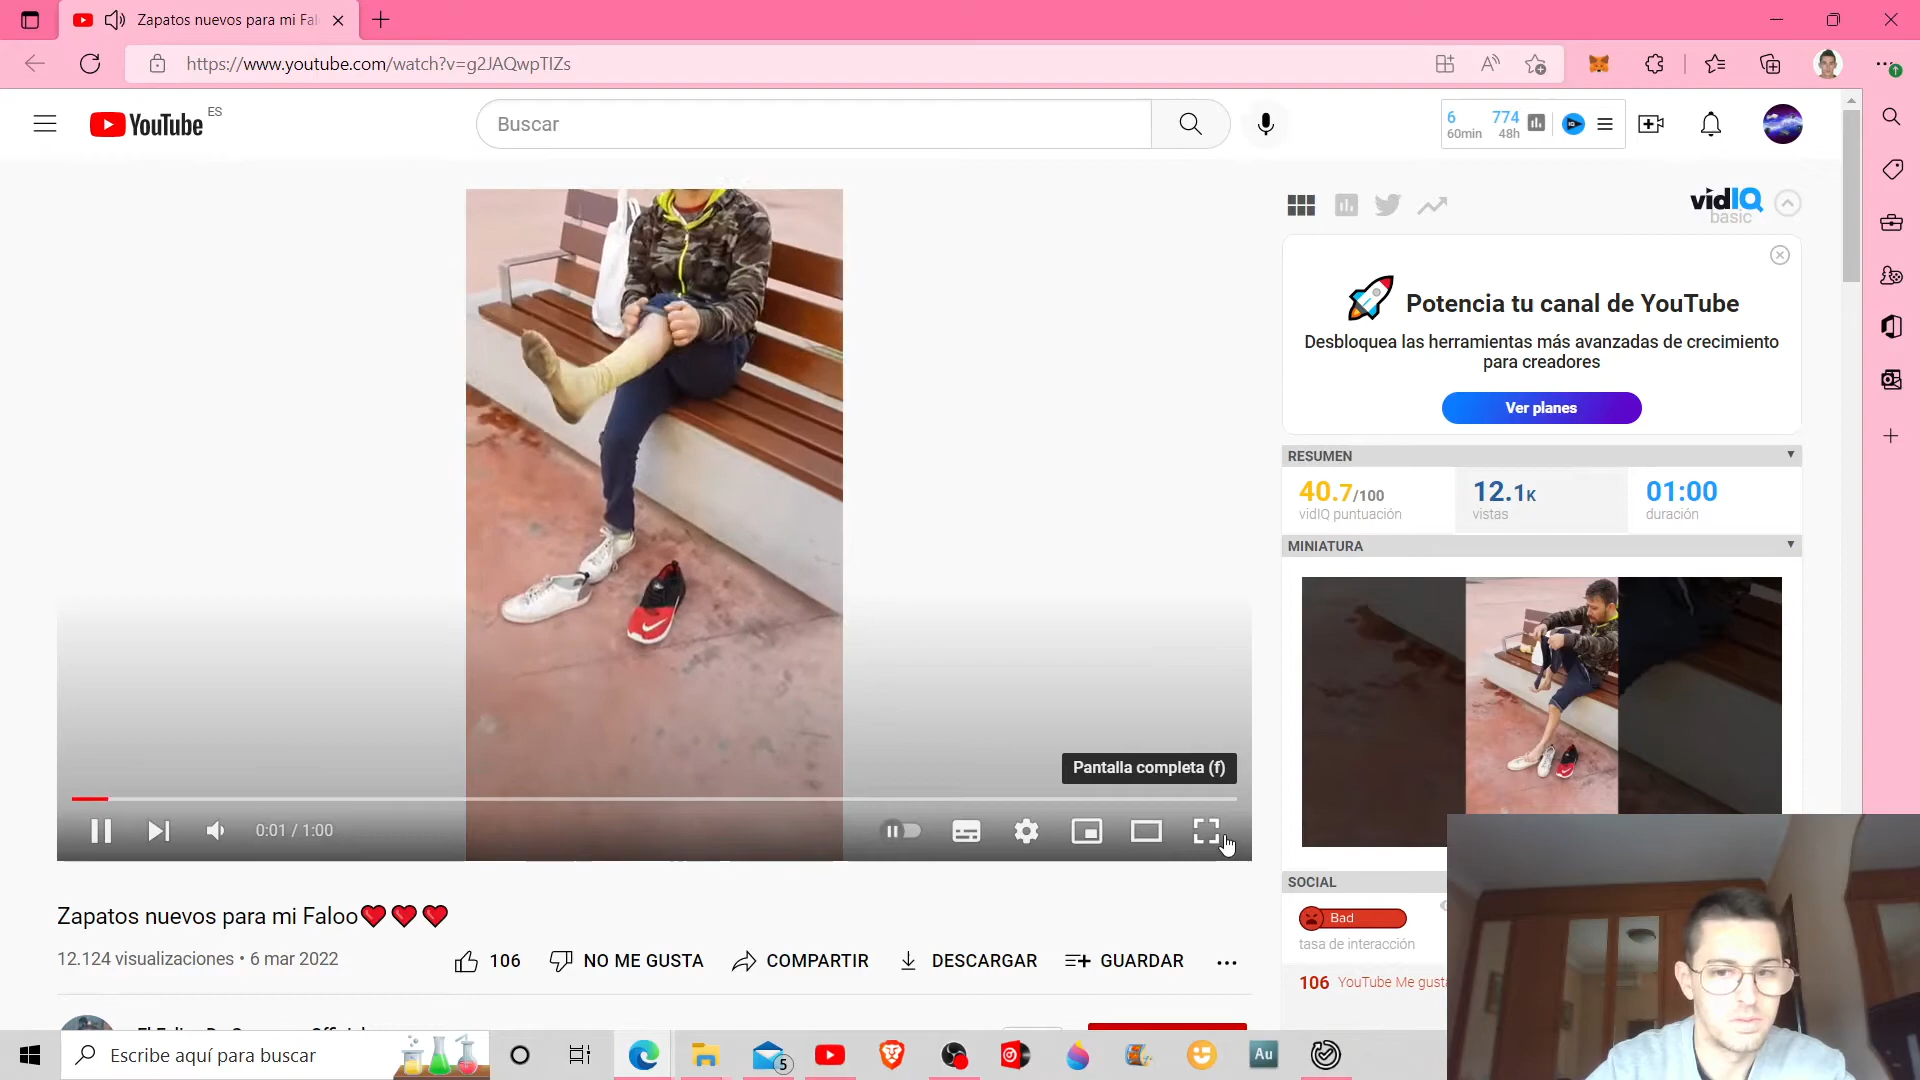 Zapatos nuevos para mi Fal
https://www.youtube.com/watch?v=g2JAQwpTIZs
YouTube ES
Buscar
6 774
60min 48h
vidIQ
basic
Potencia tu canal de YouTube
Desbloquea las herramientas más avanzadas de crecimiento
para creadores
Ver planes
RESUMEN
40.7/100 12.1K 01:00
vidIQ puntuación vistas duración
MINIATURA
Pantalla completa (f)
0:01 / 1:00
SOCIAL
Bad
tasa de interacción
106 YouTube Me gusta
Zapatos nuevos para mi Faloo❤️❤️❤️
12.124 visualizaciones • 6 mar 2022
106 NO ME GUSTA COMPARTIR DESCARGAR GUARDAR
Escribe aquí para buscar
5
Au